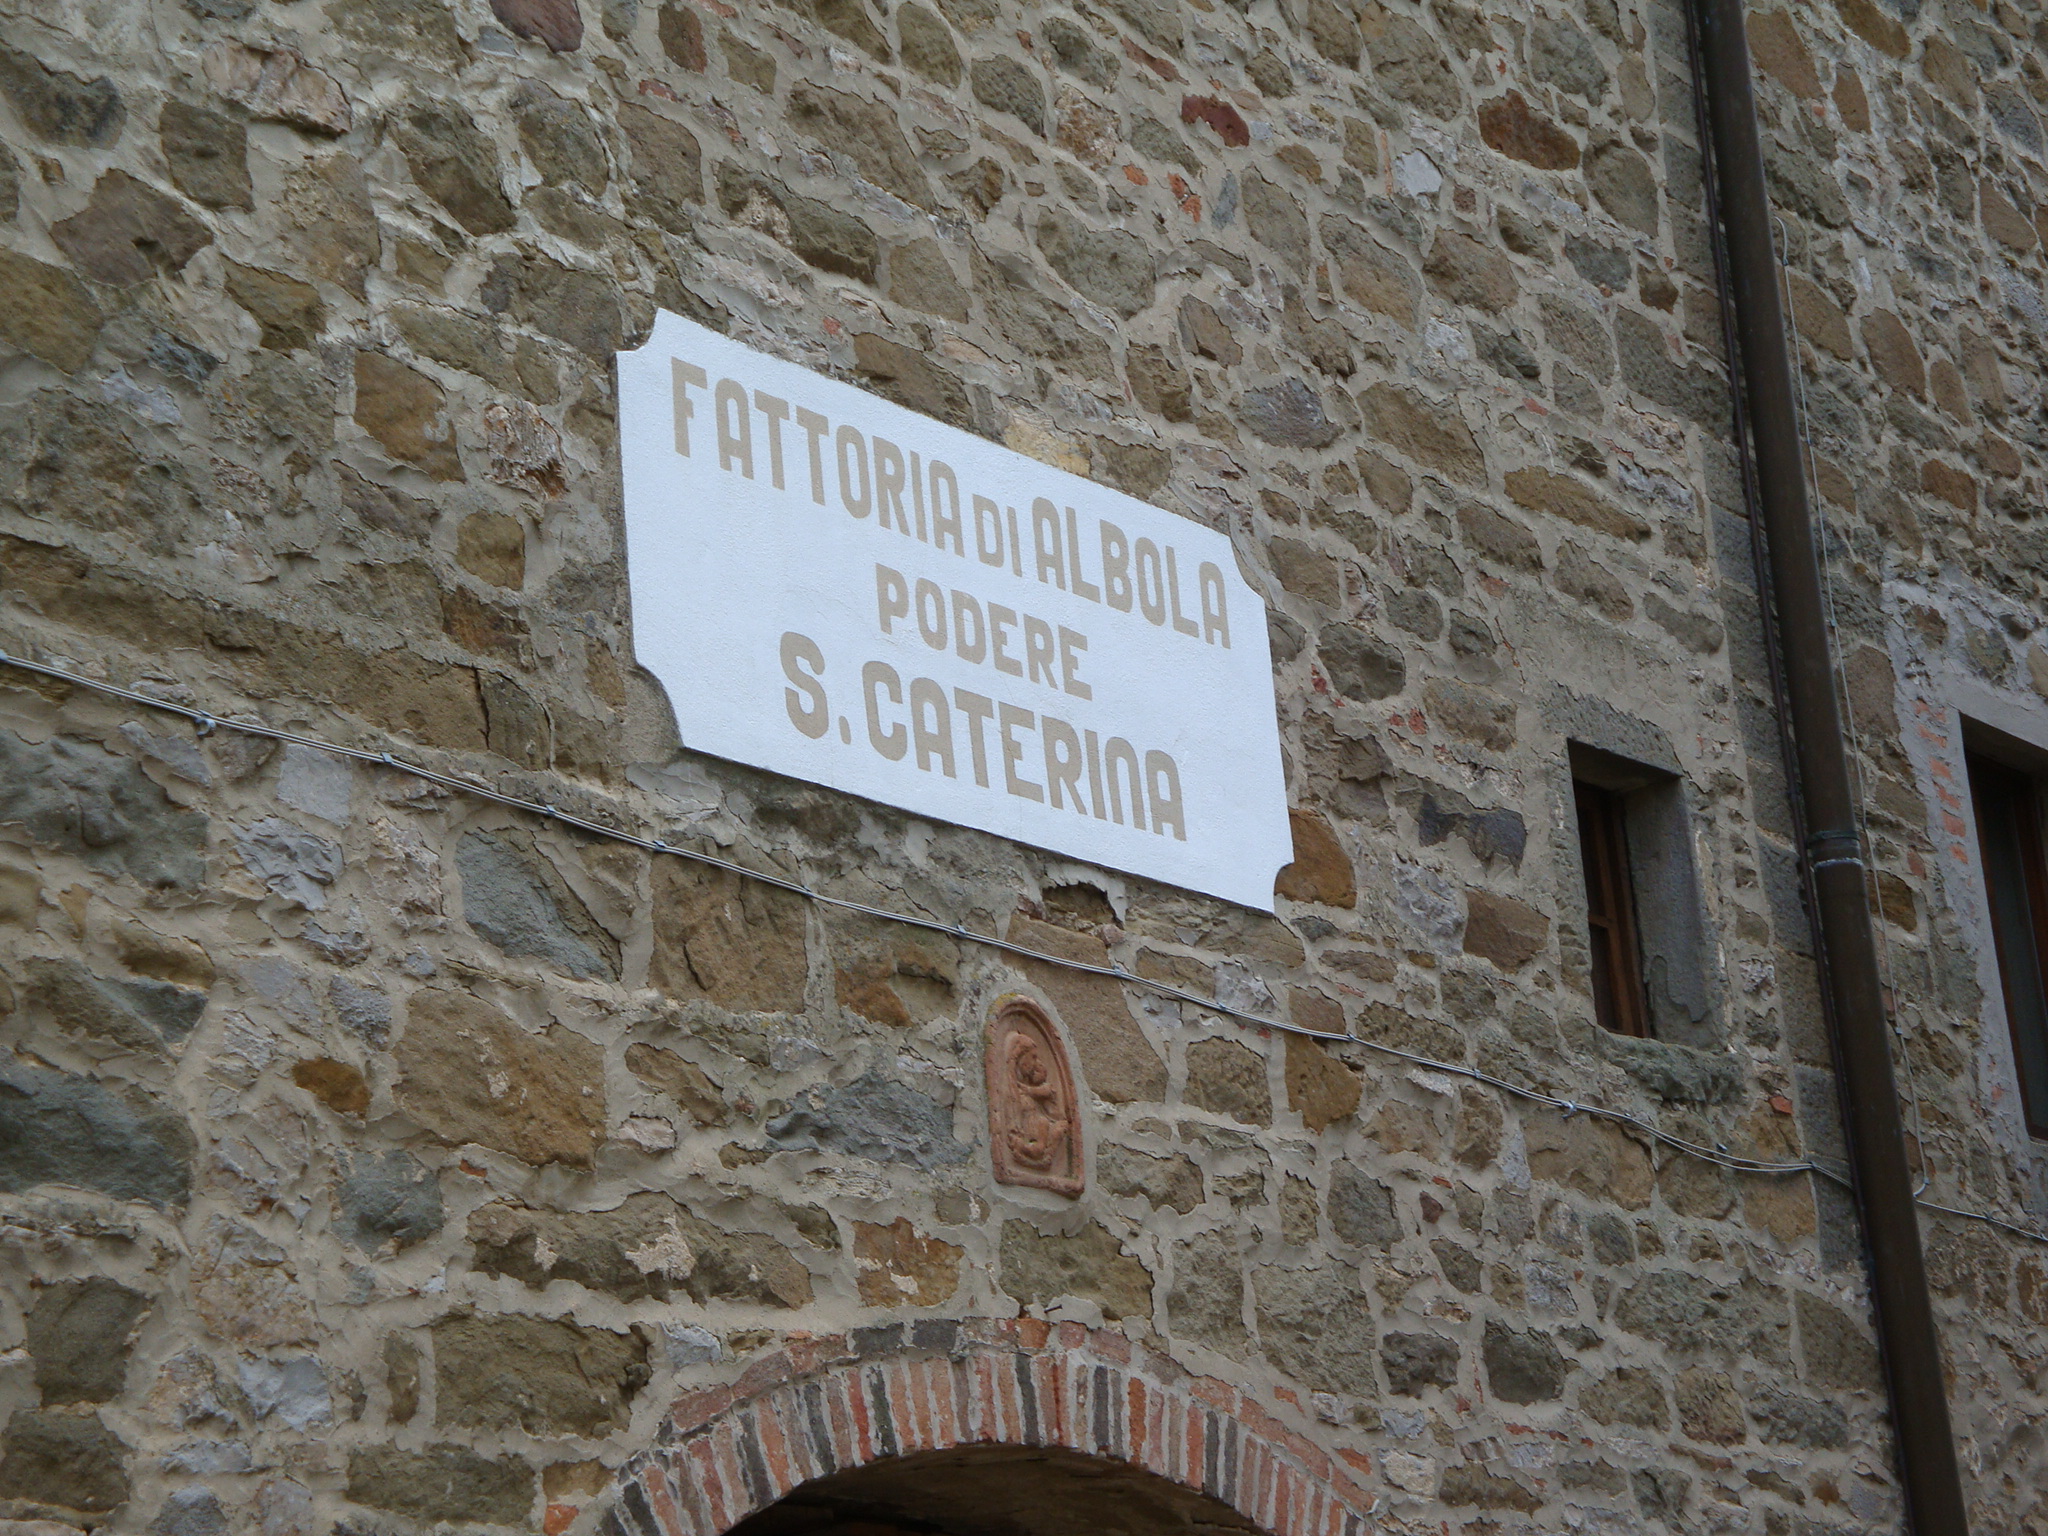 FATTORIA DI ALBOLA
PODERE
S. CATERINA